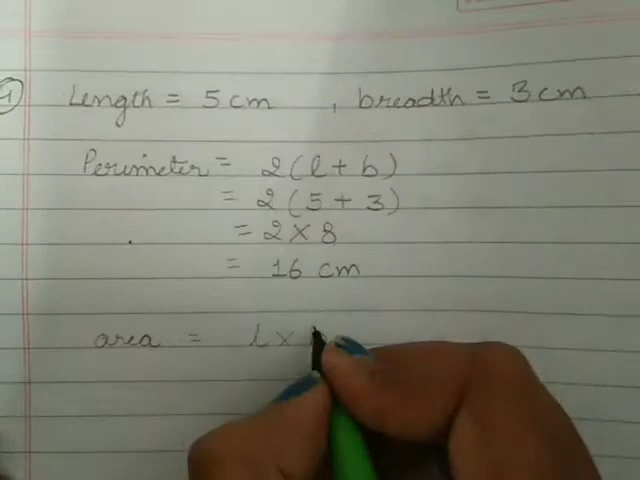 1 Length = 5 cm , breadth = 3 cm
Perimeter = 2 ( l + b )
= 2 ( 5 + 3 )
= 2 × 8
= 16 cm
area = l ×